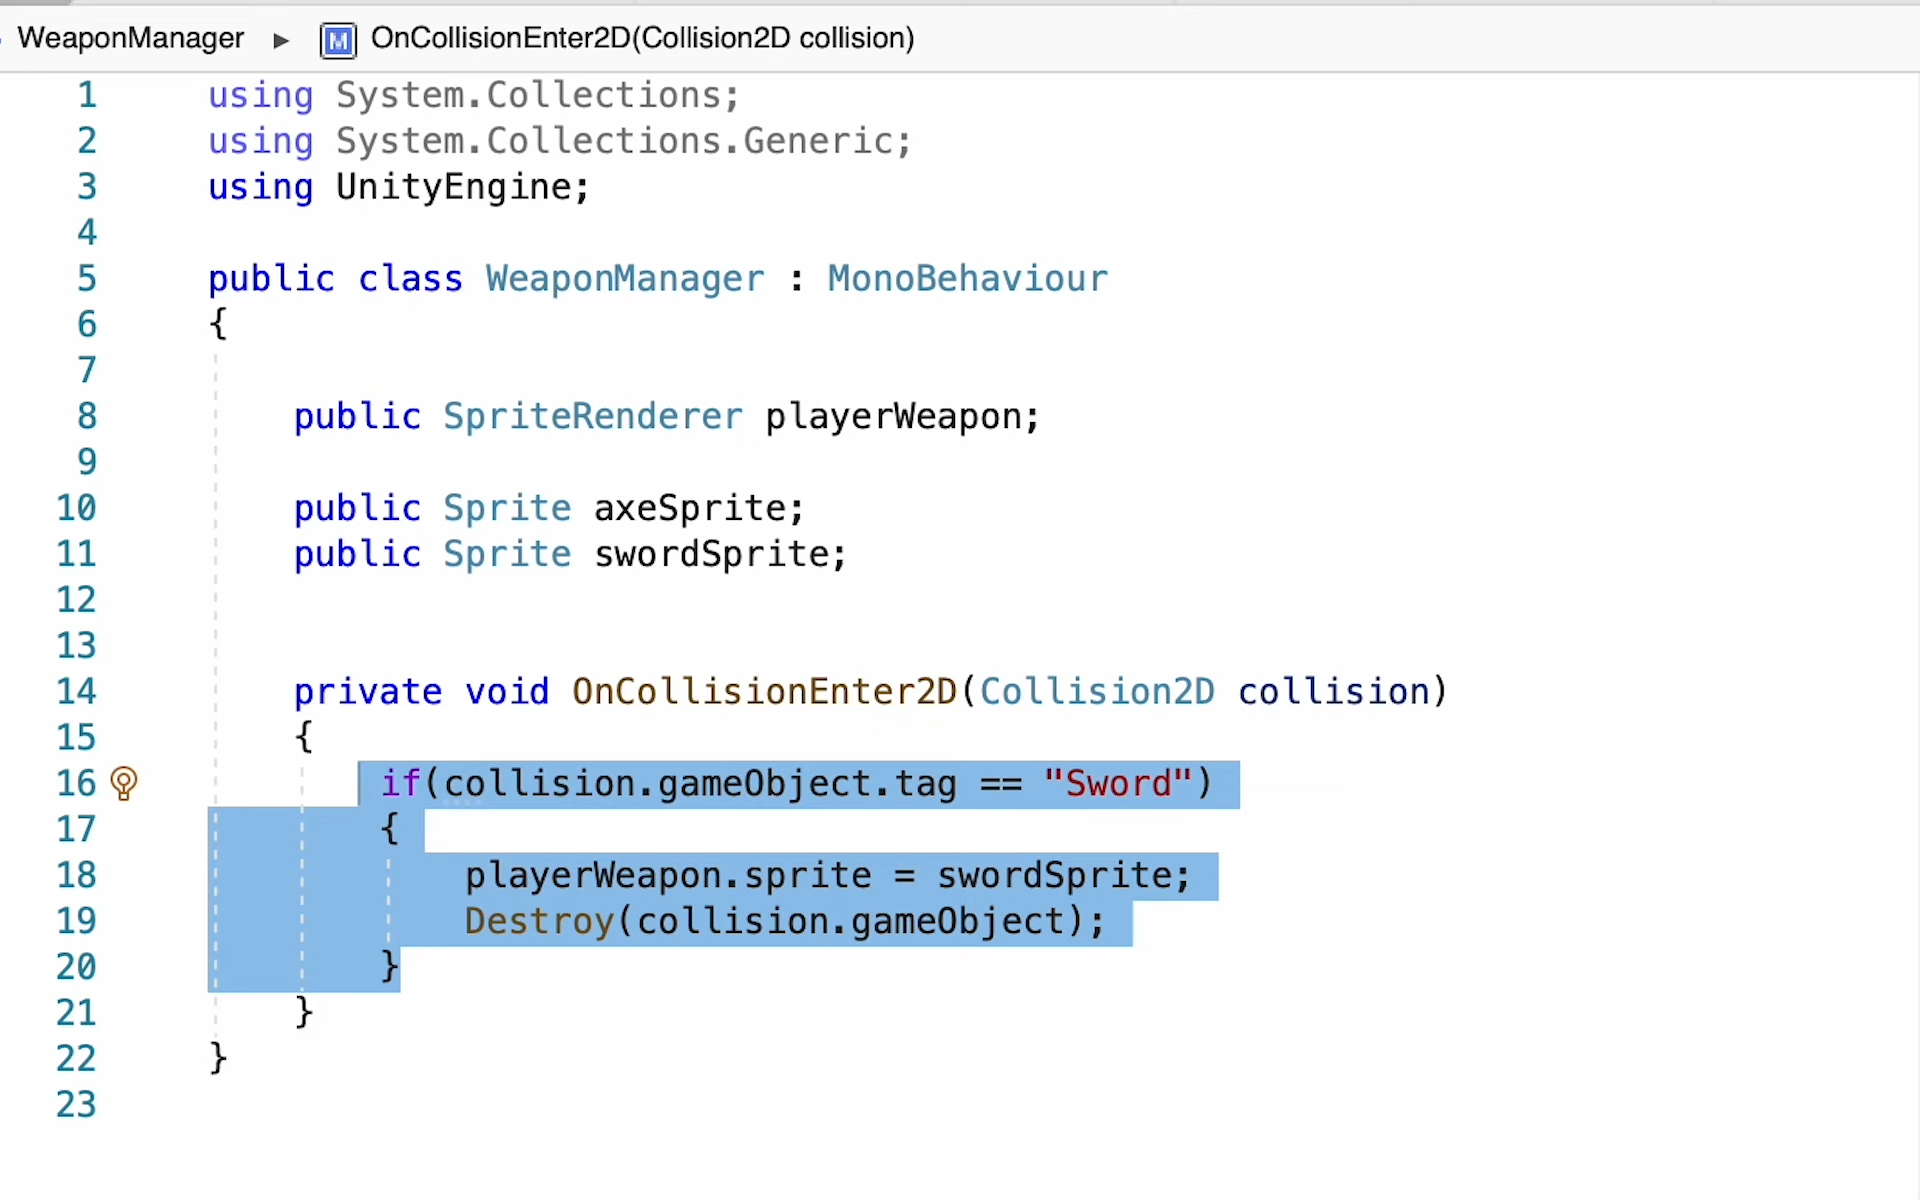 WeaponManager ▶ M OnCollisionEnter2D(Collision2D collision)
1 using System.Collections;
2 using System.Collections.Generic;
3 using UnityEngine;
4
5 public class WeaponManager : MonoBehaviour
6 {
7
8 public SpriteRenderer playerWeapon;
9
10 public Sprite axeSprite;
11 public Sprite swordSprite;
12
13
14 private void OnCollisionEnter2D(Collision2D collision)
15 {
16 if(collision.gameObject.tag == "Sword")
17 {
18 playerWeapon.sprite = swordSprite;
19 Destroy(collision.gameObject);
20 }
21 }
22 }
23